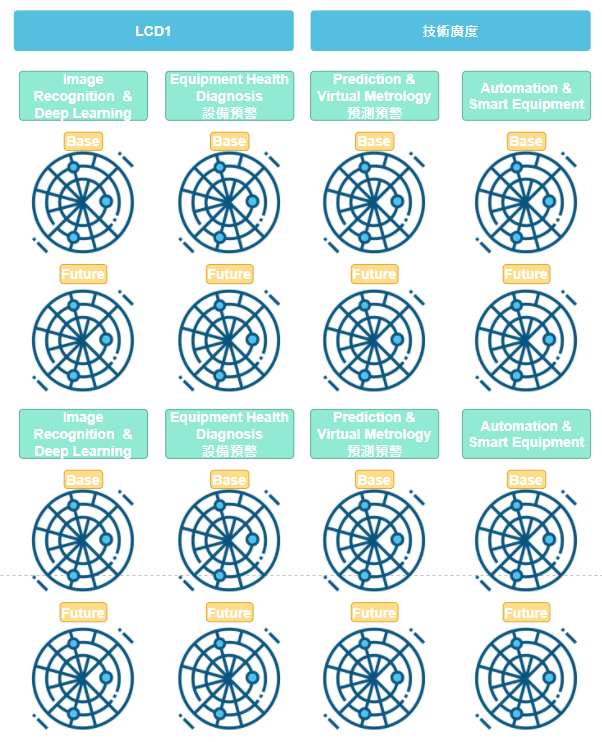 LCD1
技術廣度
Image
Recognition &
Deep Learning
Equipment Health
Diagnosis
設備預警
Prediction &
Virtual Metrology
預測預警
Automation &
Smart Equipment
Base
Base
Base
Base
Future
Future
Future
Future
Image
Recognition &
Deep Learning
Equipment Health
Diagnosis
設備預警
Prediction &
Virtual Metrology
預測預警
Automation &
Smart Equipment
Base
Base
Base
Base
Future
Future
Future
Future